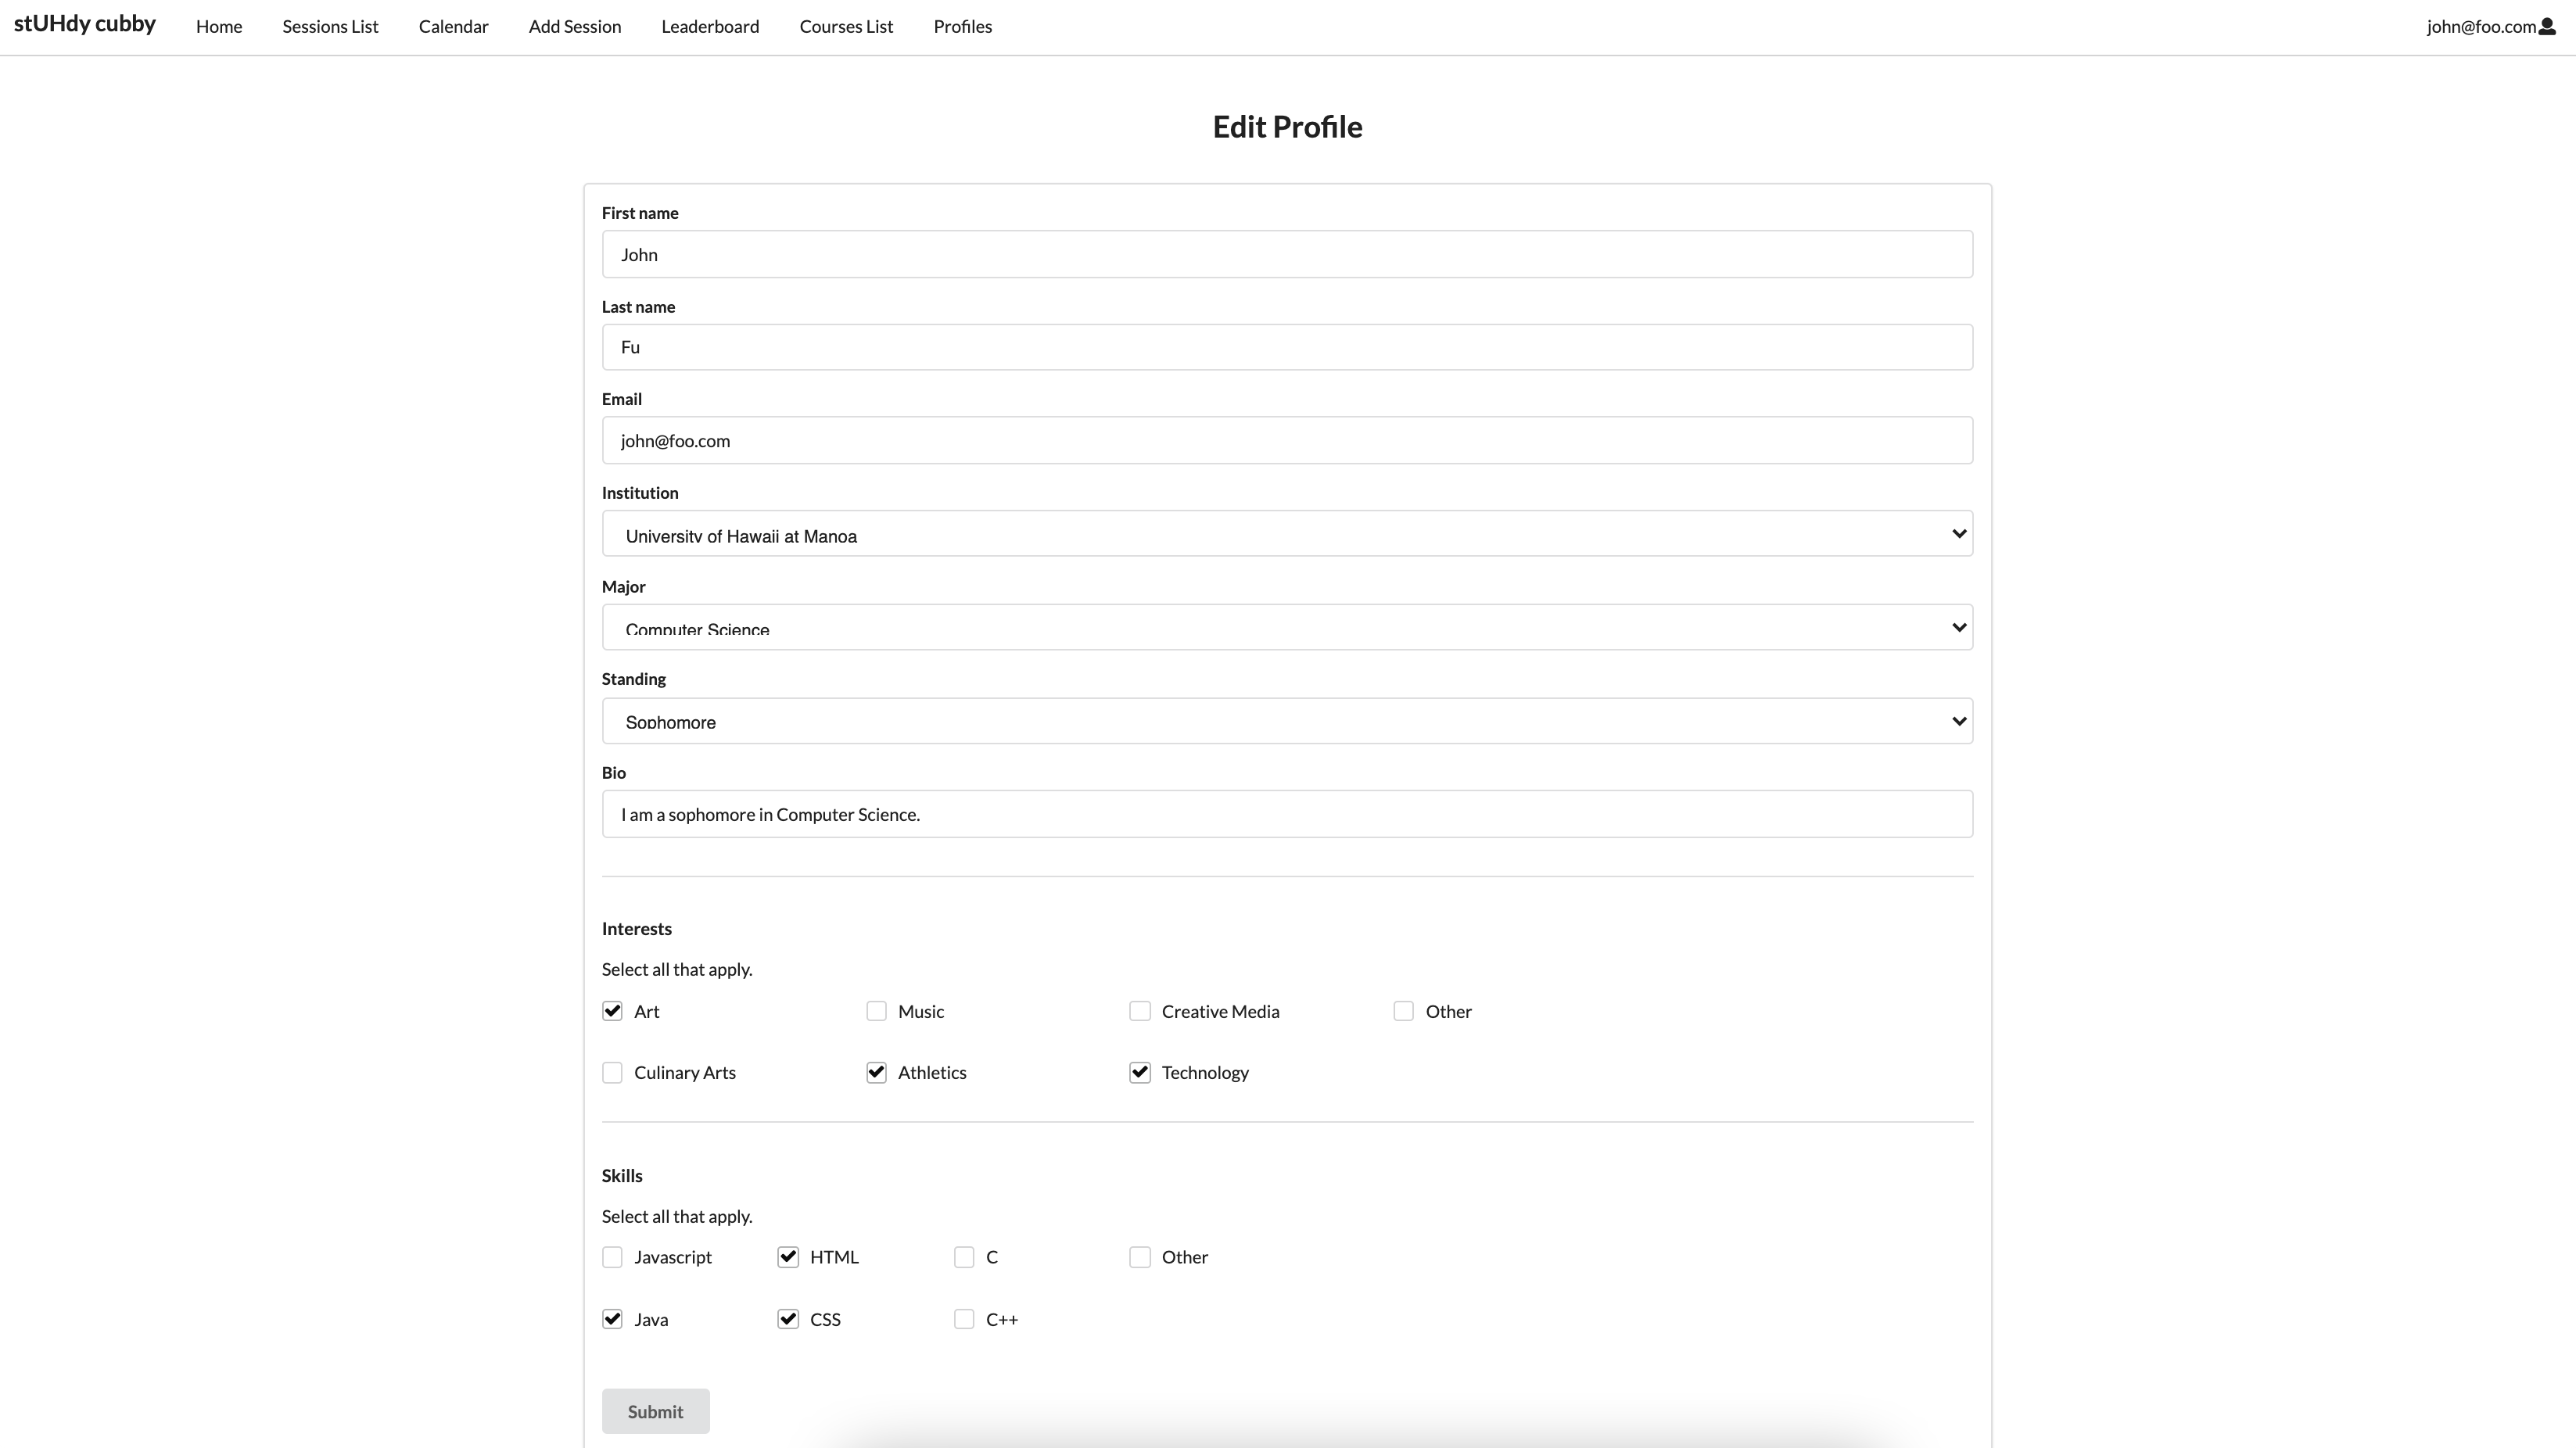 stUHdy cubby Home Sessions List Calendar Add Session Leaderboard Courses List Profiles john@foo.com
Edit Profile
First name
John
Last name
Fu
Email
john@foo.com
Institution
University of Hawaii at Manoa
Major
Computer Science
Standing
Sophomore
Bio
I am a sophomore in Computer Science.
Interests
Select all that apply.
Art Music Creative Media Other
Culinary Arts Athletics Technology
Skills
Select all that apply.
Javascript HTML C Other
Java CSS C++
Submit